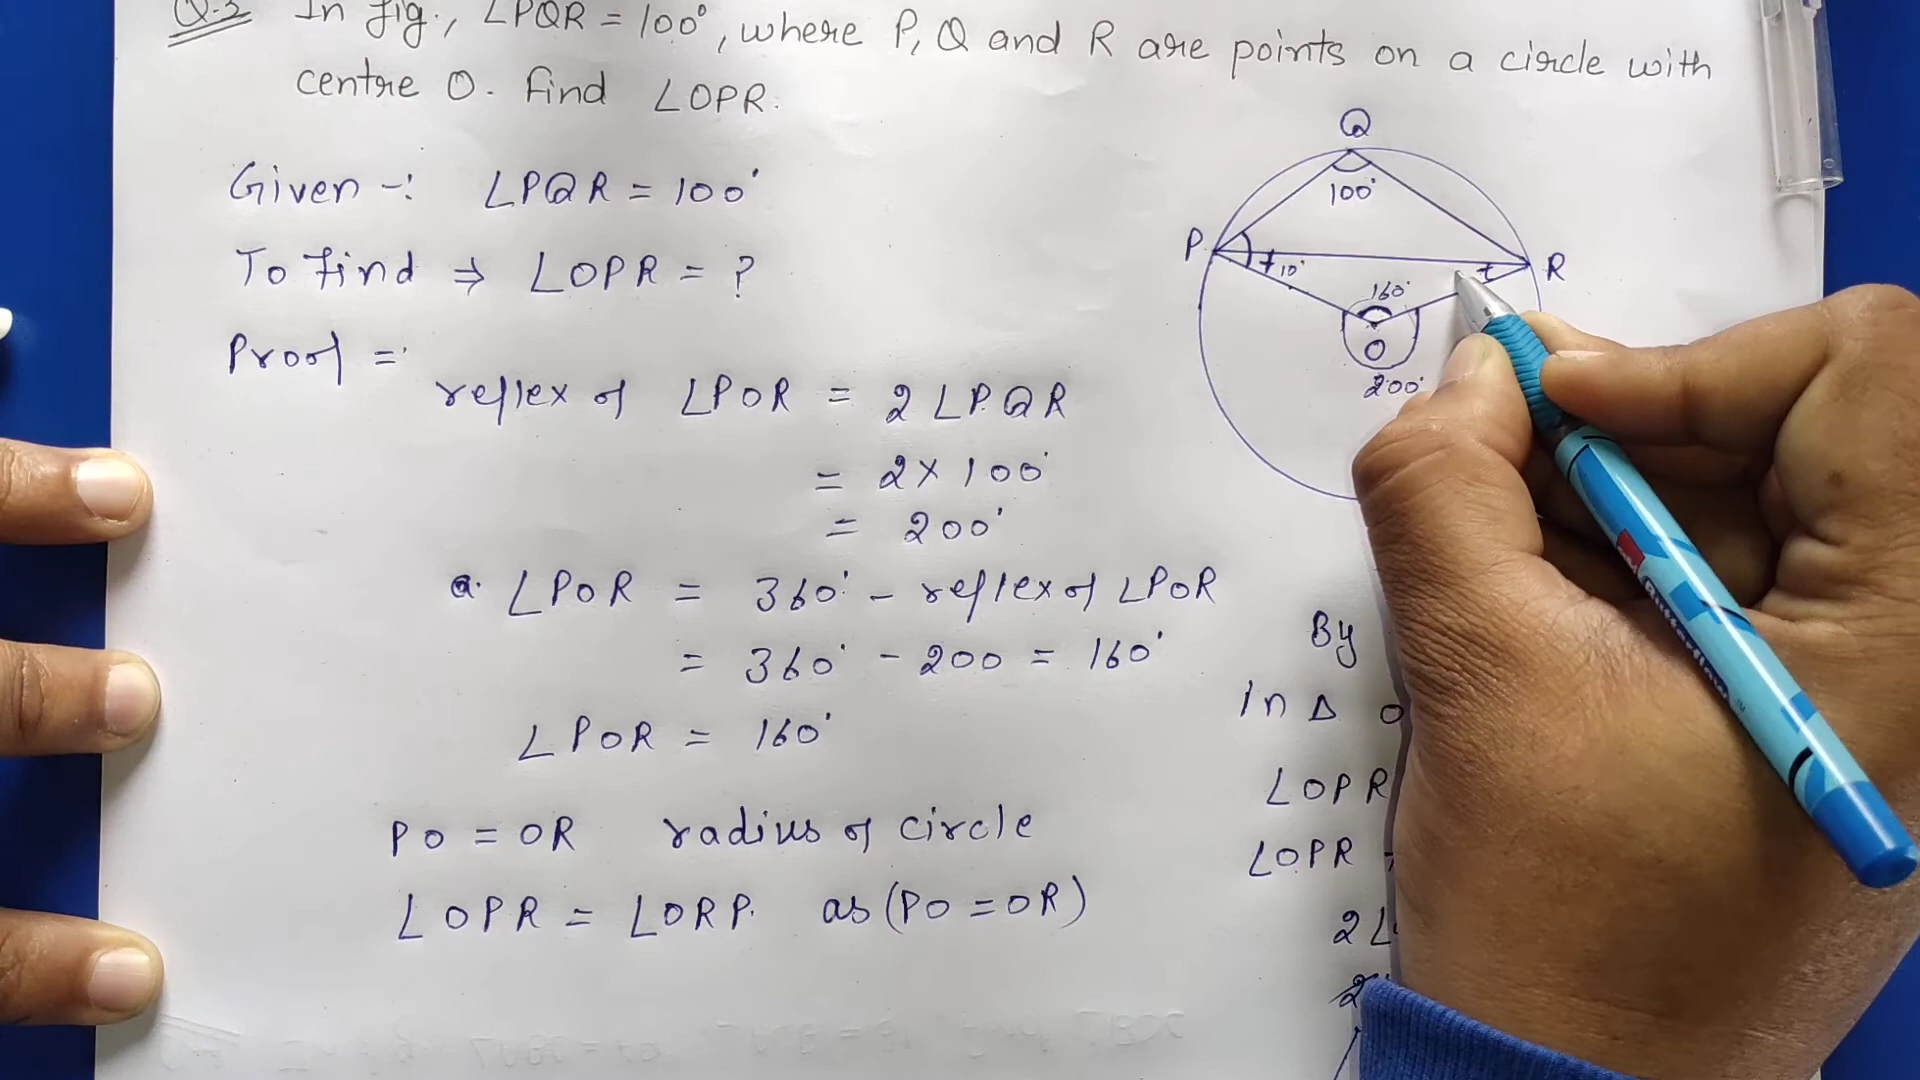 Q.3 In fig., ∠PQR = 100°, where P, Q and R are points on a circle with
centre O. Find ∠OPR.
Given -: ∠PQR = 100°
To find ⇒ ∠OPR = ?
Proof =
reflex of ∠POR = 2 ∠PQR
= 2 × 100°
= 200°
∠POR = 360° - reflex of ∠POR
= 360° - 200 = 160°
∠POR = 160°
PO = OR radius of circle
∠OPR = ∠ORP. as (PO = OR)
Q
100°
P
10°
R
160°
O
200°
By
In Δ O
∠OPR
∠OPR +
2∠
2